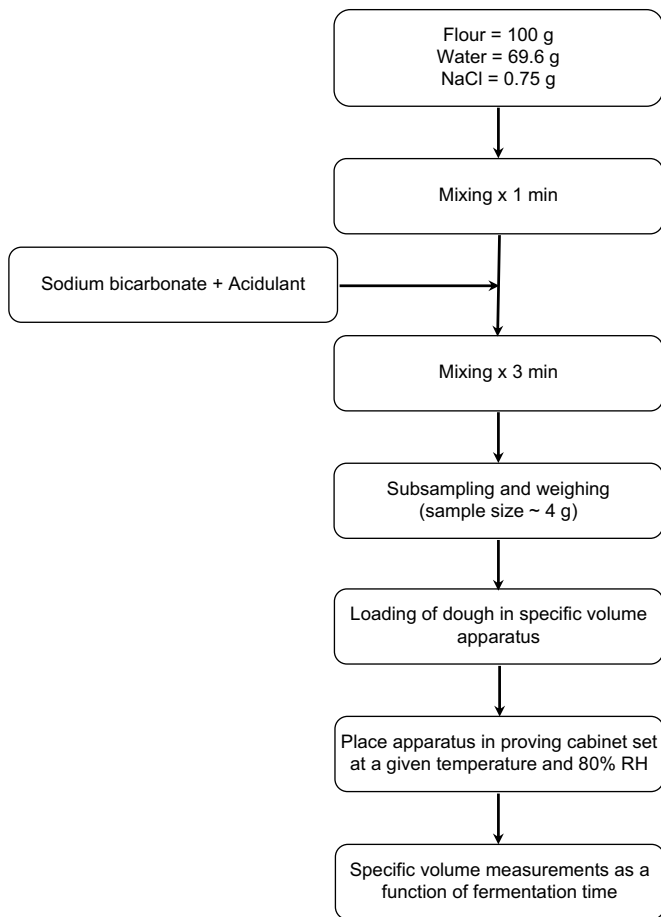 Flour = 100 g
Water = 69.6 g
NaCl = 0.75 g
Mixing x 1 min
Sodium bicarbonate + Acidulant
Mixing x 3 min
Subsampling and weighing
(sample size ~ 4 g)
Loading of dough in specific volume
apparatus
Place apparatus in proving cabinet set
at a given temperature and 80% RH
Specific volume measurements as a
function of fermentation time